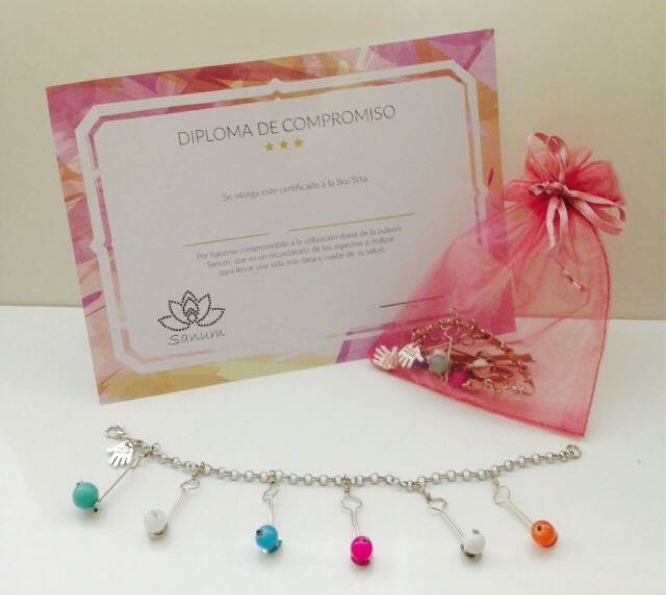 DIPLOMA DE COMPROMISO
Se otorga este certificado a la Sra/Srta.
Por haberse comprometido a la utilización diaria de la pulsera
Sanum, que es un recordatorio de los aspectos a realizar
para llevar una vida más sana y cuidar de su salud.
sanum